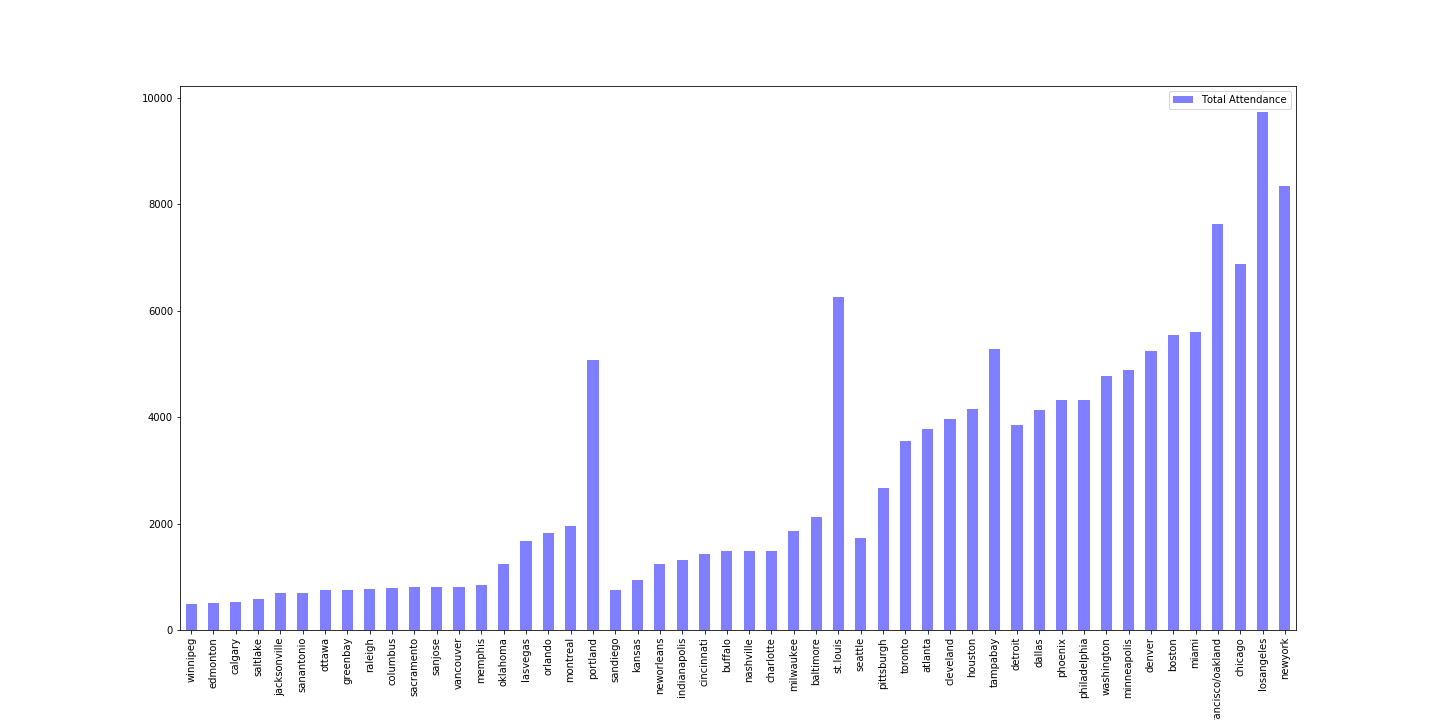 Total Attendance
10000
8000
6000
4000
2000
0
winnipeg
edmonton
calgary
saltlake
jacksonville
sanantonio
ottawa
greenbay
raleigh
columbus
sacramento
sanjose
vancouver
memphis
oklahoma
lasvegas
orlando
montreal
portland
sandiego
kansas
neworleans
indianapolis
cincinnati
buffalo
nashville
charlotte
milwaukee
baltimore
st.louis
seattle
pittsburgh
toronto
atlanta
cleveland
houston
tampabay
detroit
dallas
phoenix
philadelphia
washington
minneapolis
denver
boston
miami
rancisco/oakland
chicago
losangeles
newyork